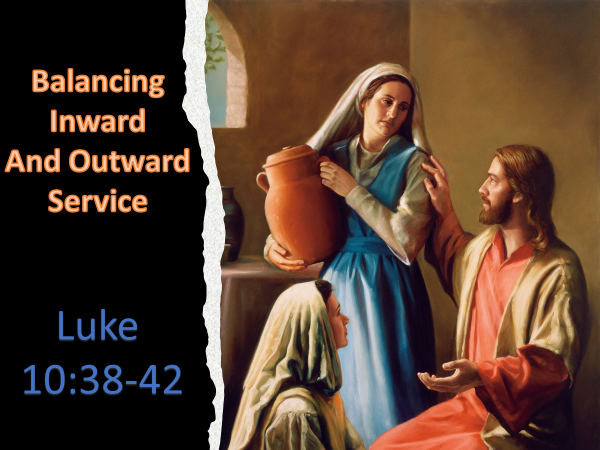 Balancing
Inward
And Outward
Service
Luke
10:38-42